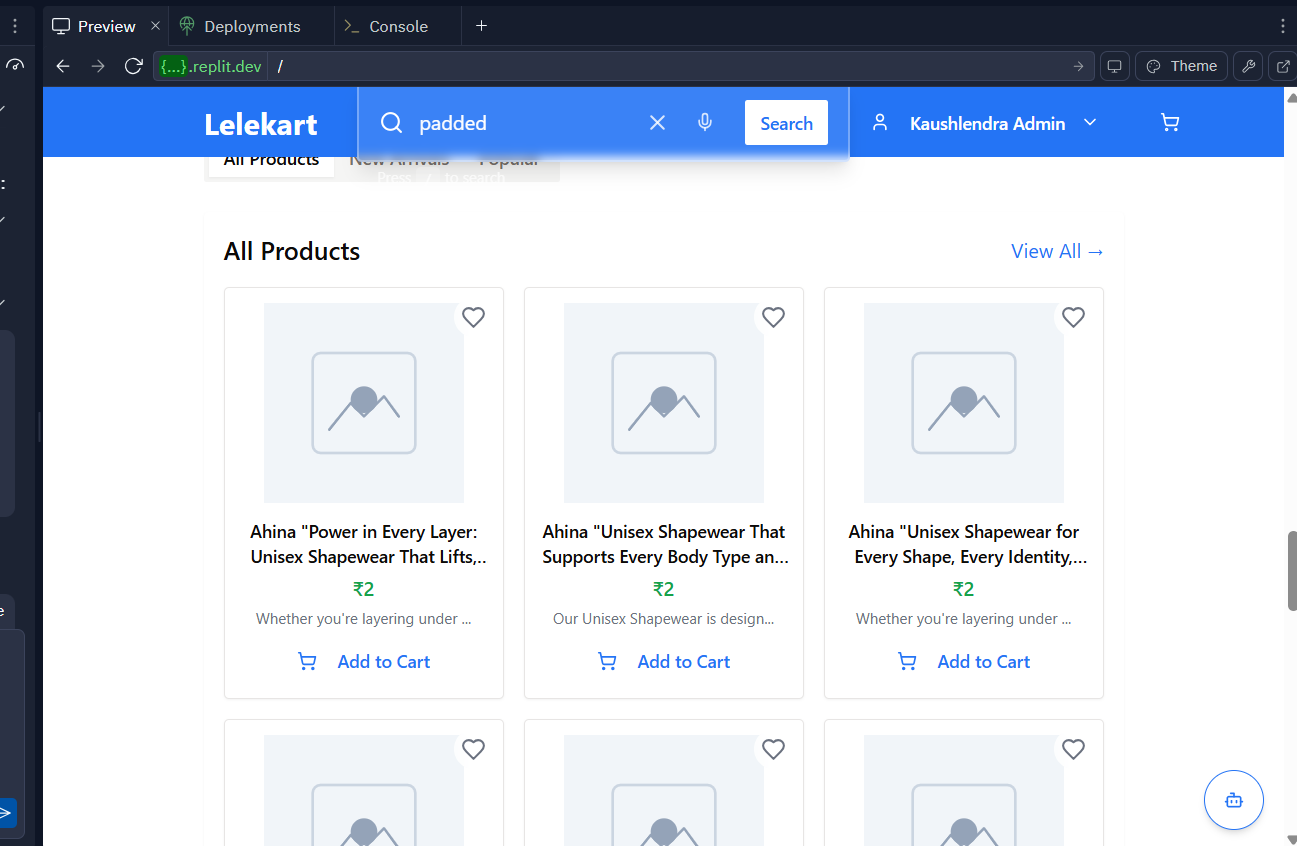 Preview
Deployments
Console
{...}.replit.dev /
Theme
Lelekart
padded
Search
Kaushlendra Admin
All Products New Arrivals Popular
Press / to search
All Products
View All →
Ahina "Power in Every Layer:
Unisex Shapewear That Lifts,..
₹2
Whether you're layering under ...
Add to Cart
Ahina "Unisex Shapewear That
Supports Every Body Type an...
₹2
Our Unisex Shapewear is design...
Add to Cart
Ahina "Unisex Shapewear for
Every Shape, Every Identity,...
₹2
Whether you're layering under ...
Add to Cart